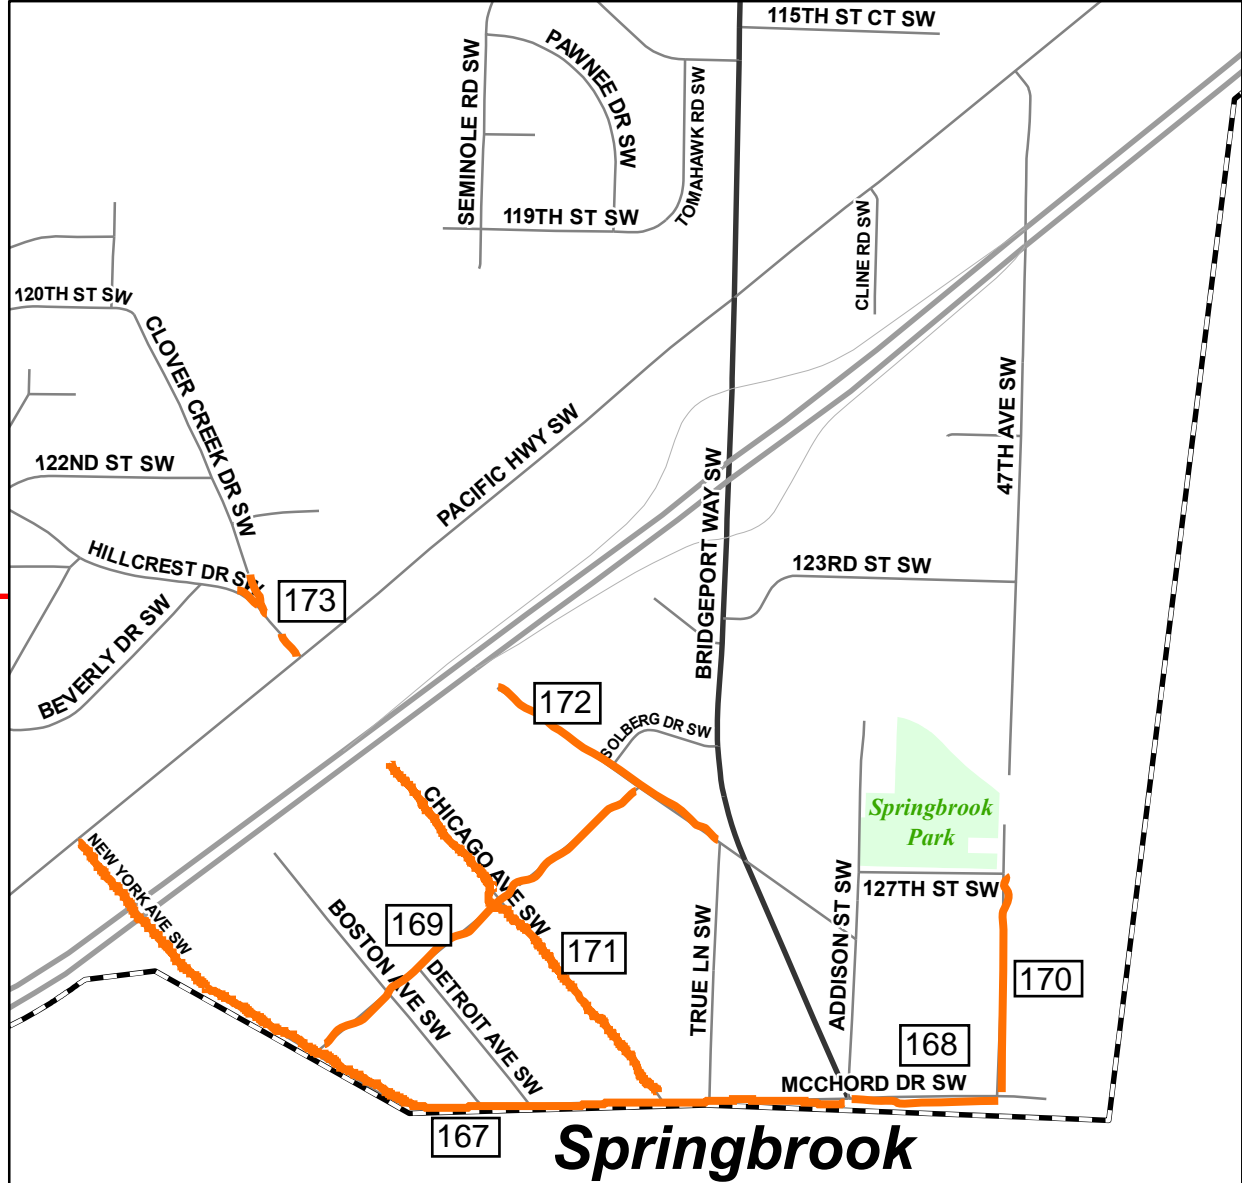 115TH ST CT SW
PAWNEE DR SW
SEMINOLE RD SW
TOMAHAWK RD SW
119TH ST SW
CLINE RD SW
120TH ST SW
CLOVER CREEK DR SW
47TH AVE SW
PACIFIC HWY SW
122ND ST SW
BRIDGEPORT WAY SW
HILLCREST DR SW
123RD ST SW
173
BEVERLY DR SW
172
SOLBERG DR SW
CHICAGO AVE SW
Springbrook
Park
NEW YORK AVE SW
127TH ST SW
BOSTON AVE SW
169
171
TRUE LN SW
ADDISON ST SW
DETROIT AVE SW
170
168
MCCHORD DR SW
167
Springbrook